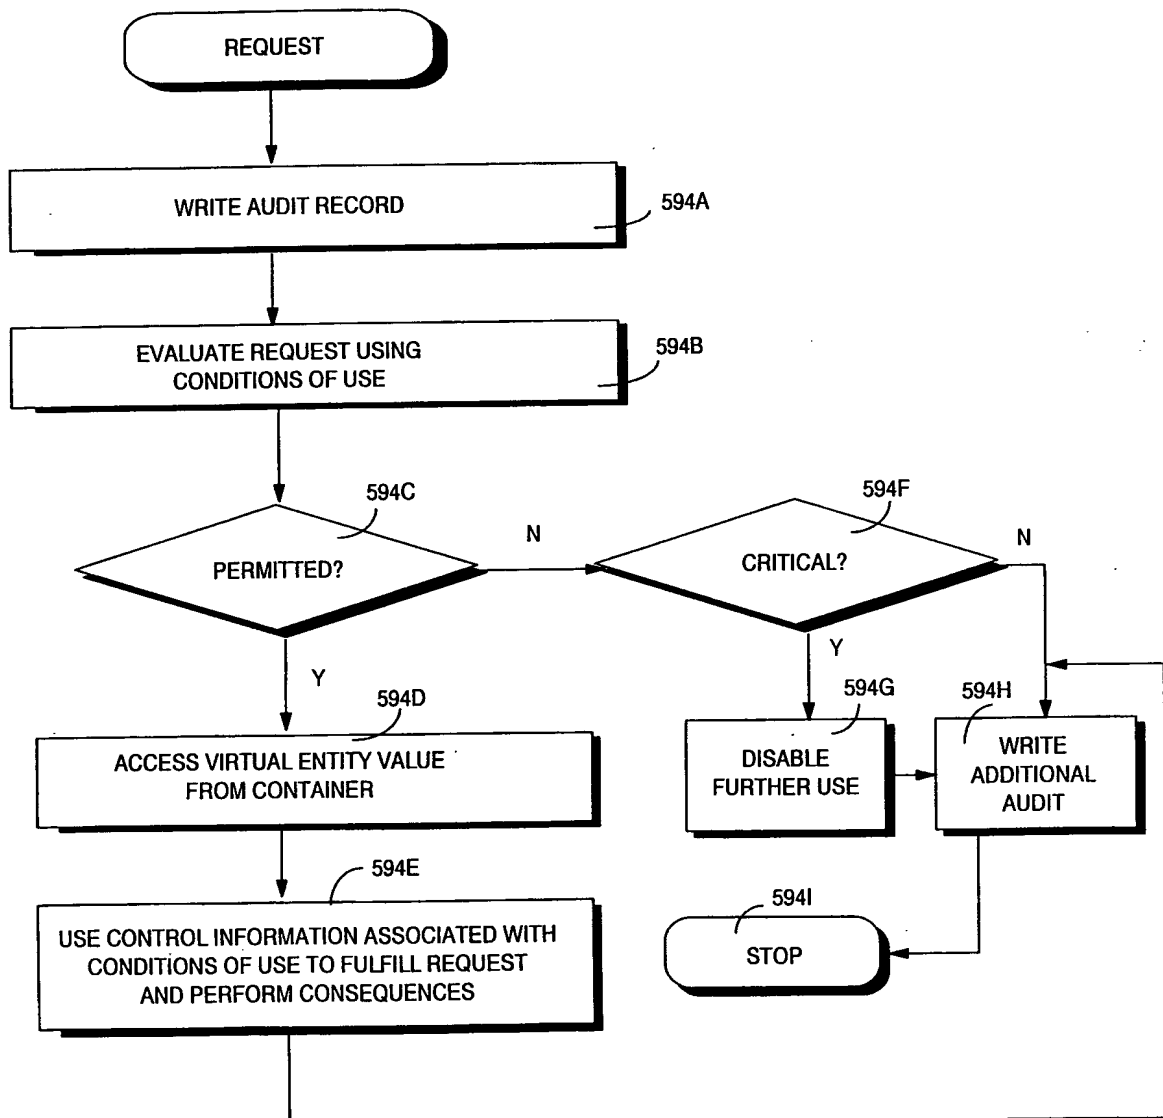 REQUEST
WRITE AUDIT RECORD
594A
EVALUATE REQUEST USING
CONDITIONS OF USE
594B
594C
PERMITTED?
N
594F
CRITICAL?
N
Y
Y
594D
ACCESS VIRTUAL ENTITY VALUE
FROM CONTAINER
594G
DISABLE
FURTHER USE
594H
WRITE
ADDITIONAL
AUDIT
594E
USE CONTROL INFORMATION ASSOCIATED WITH
CONDITIONS OF USE TO FULFILL REQUEST
AND PERFORM CONSEQUENCES
594I
STOP